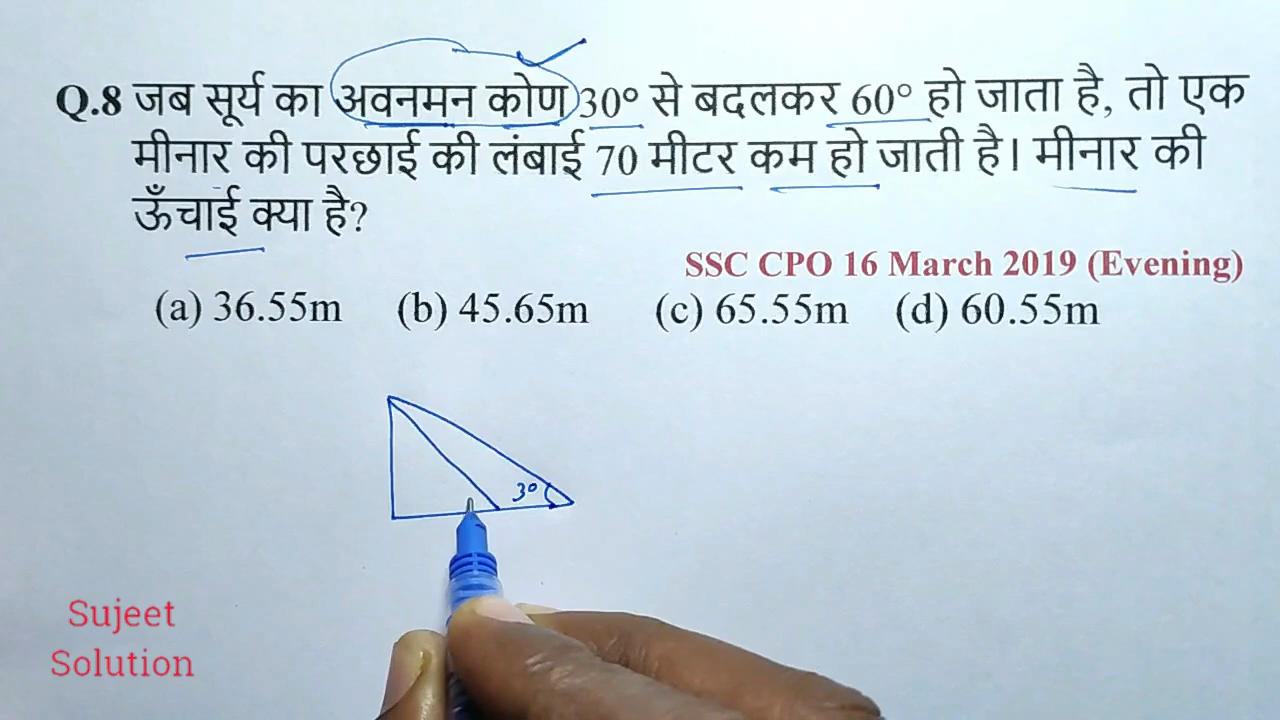 Q.8 जब सूर्य का अवनमन कोण 30° से बदलकर 60° हो जाता है, तो एक
मीनार की परछाई की लंबाई 70 मीटर कम हो जाती है। मीनार की
ऊँचाई क्या है?
SSC CPO 16 March 2019 (Evening)
(a) 36.55m (b) 45.65m (c) 65.55m (d) 60.55m
30
Sujeet
Solution